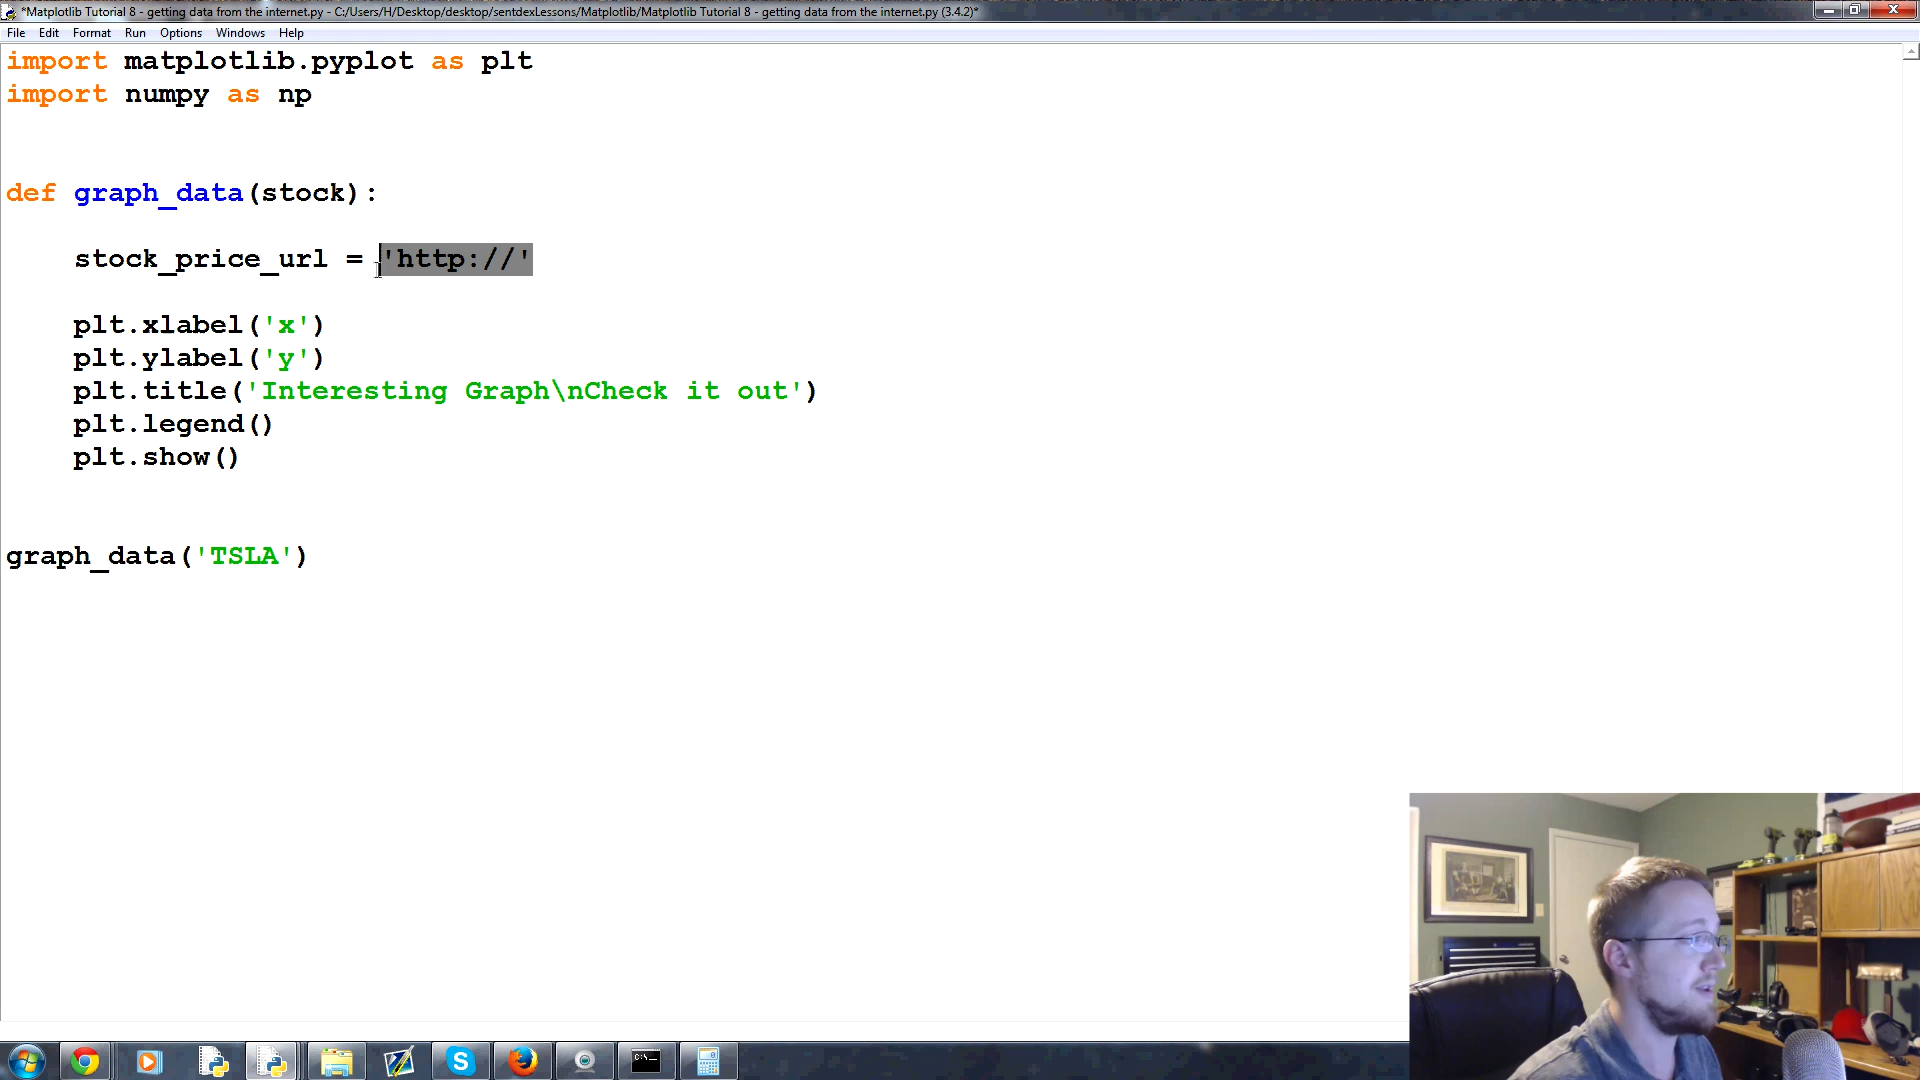 *Matplotlib Tutorial 8 - getting data from the internet.py - C:/Users/H/Desktop/desktop/sentdexLessons/Matplotlib/Matplotlib Tutorial 8 - getting data from the internet.py (3.4.2)*
File Edit Format Run Options Windows Help
import matplotlib.pyplot as plt
import numpy as np
def graph_data(stock):
stock_price_url = 'http://'
plt.xlabel('x')
plt.ylabel('y')
plt.title('Interesting Graph\nCheck it out')
plt.legend()
plt.show()
graph_data('TSLA')